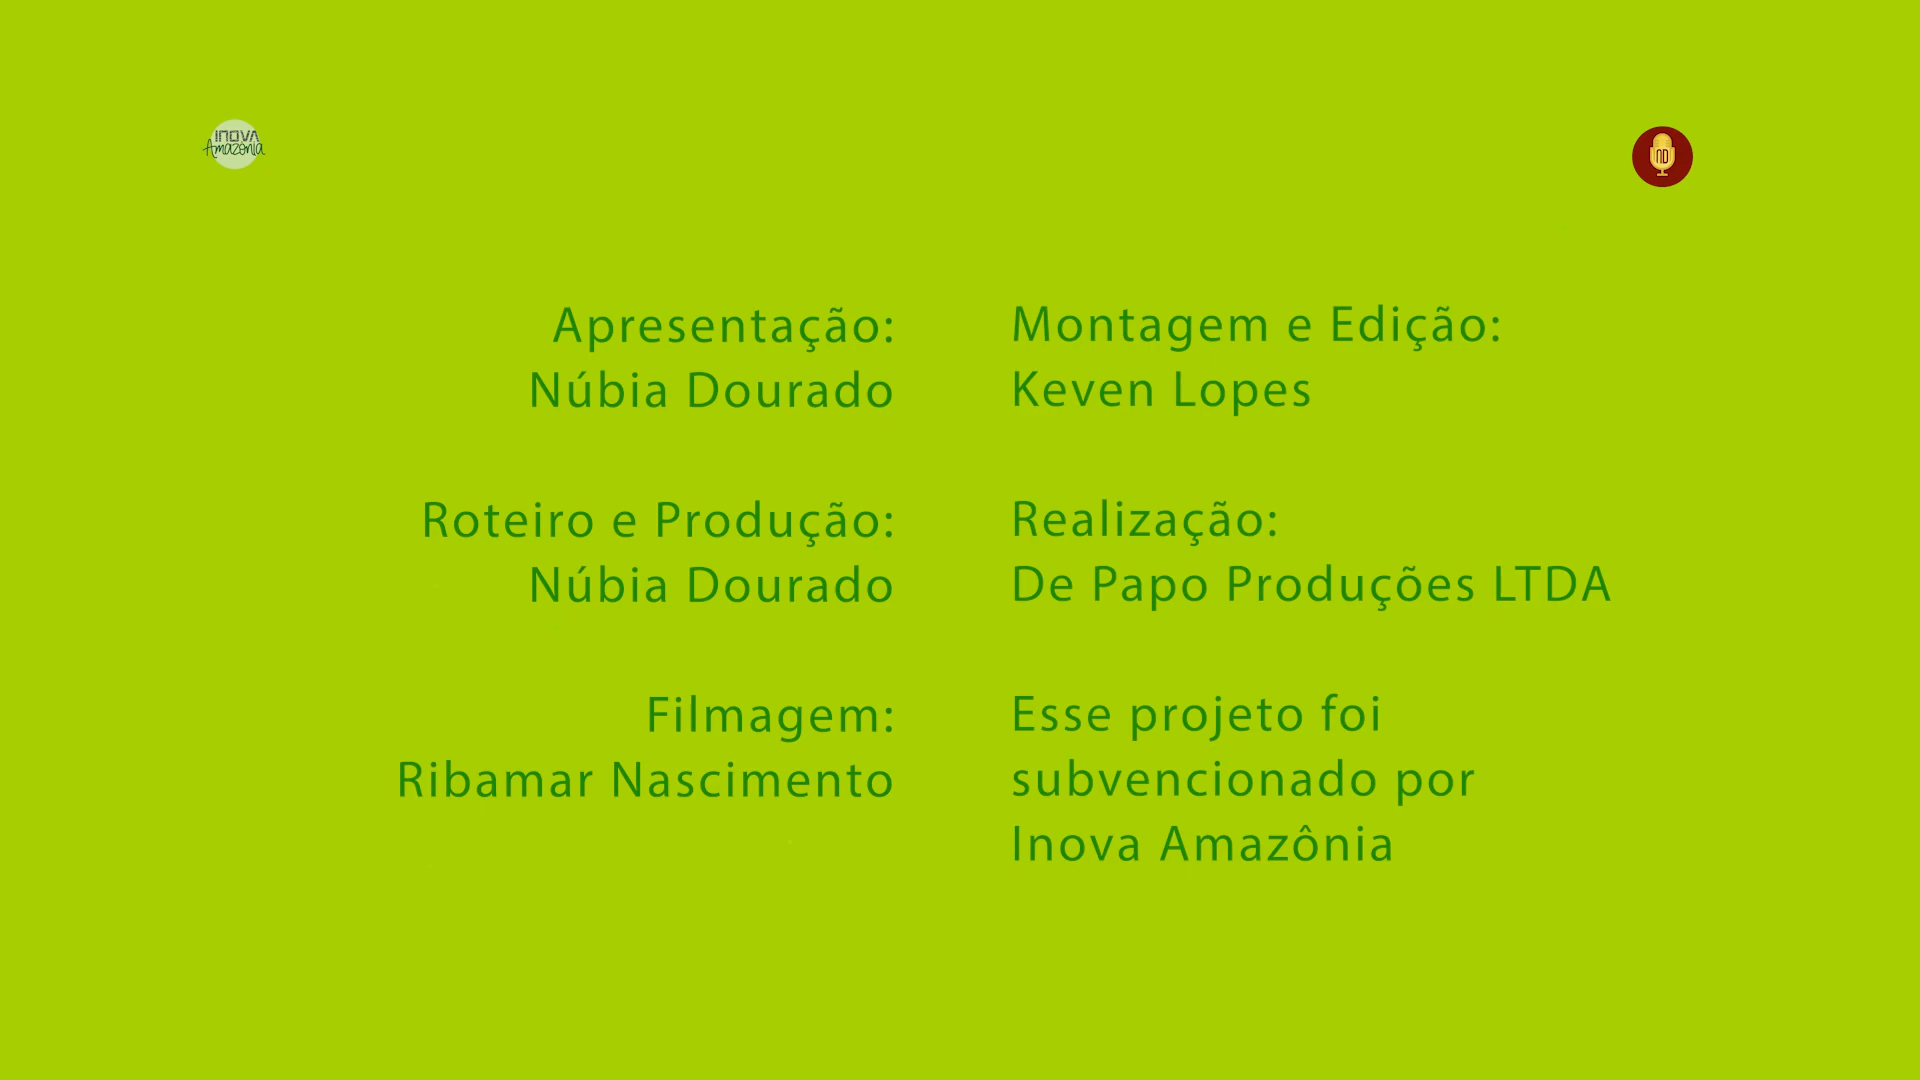 INOVA
Amazônia
ND
Apresentação:
Núbia Dourado
Roteiro e Produção:
Núbia Dourado
Filmagem:
Ribamar Nascimento
Montagem e Edição:
Keven Lopes
Realização:
De Papo Produções LTDA
Esse projeto foi
subvencionado por
Inova Amazônia